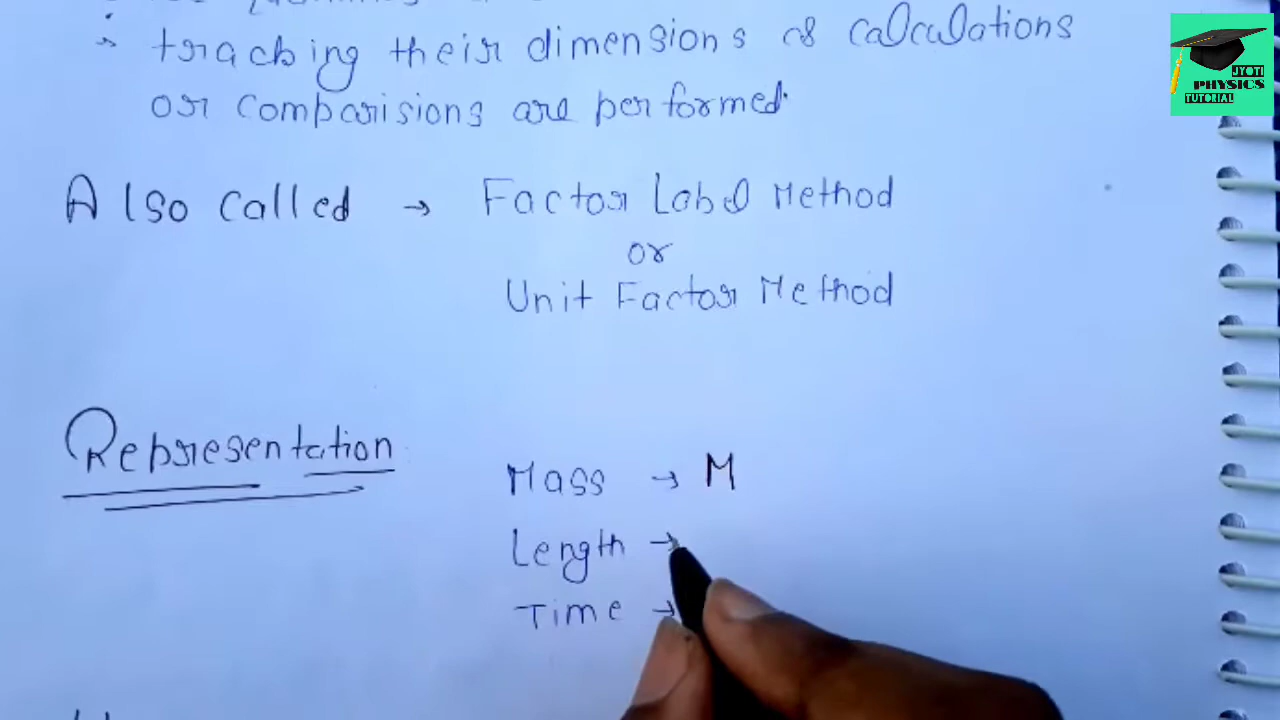 → tracking their dimensions as calculations
or comparisions are performed.
Also called → Factor Label Method
or
Unit Factor Method
Representation
Mass → M
Length →
Time →
JYOTI
PHYSICS
TUTORIAL